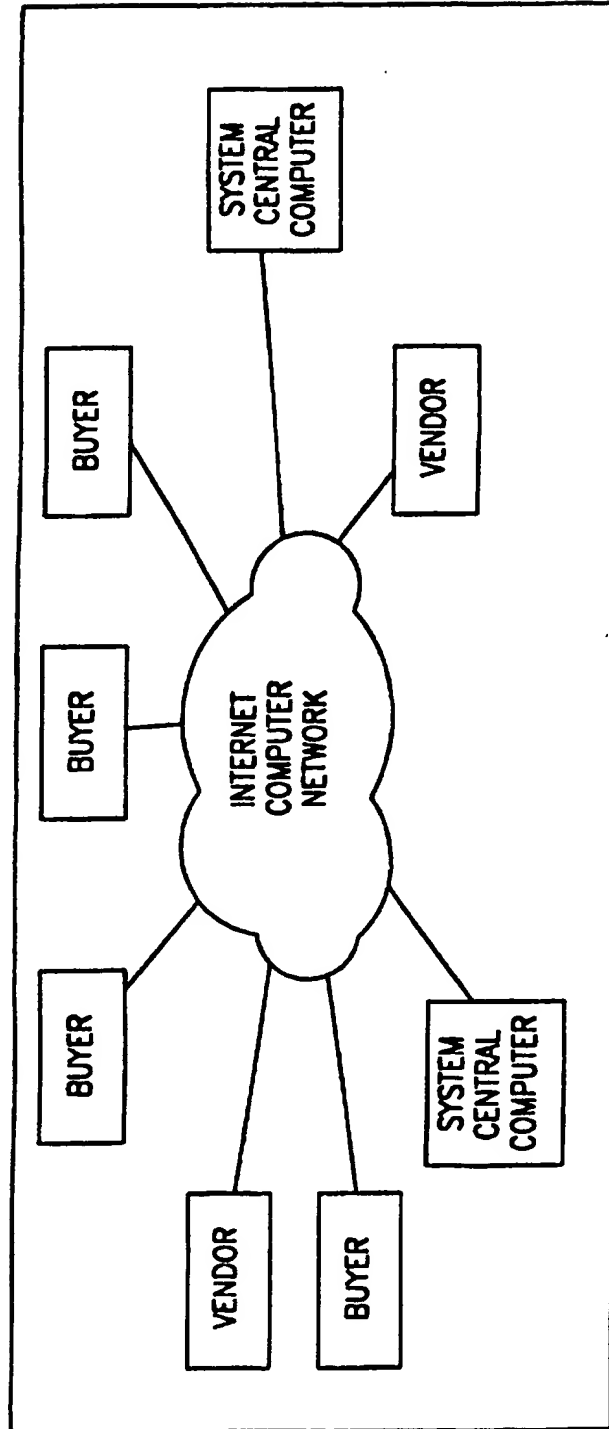 BUYER
BUYER
BUYER
VENDOR
INTERNET
COMPUTER
NETWORK
SYSTEM
CENTRAL
COMPUTER
BUYER
VENDOR
SYSTEM
CENTRAL
COMPUTER